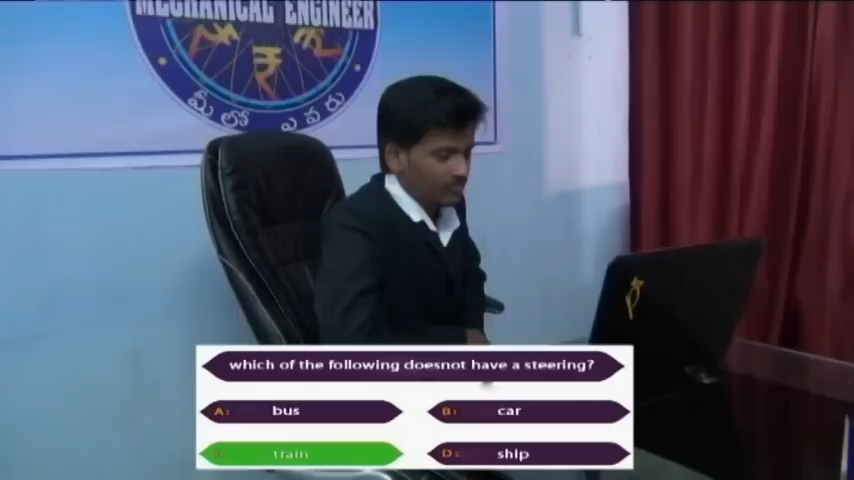 MECHANICAL ENGINEER
మీలో ఎవరు
which of the following doesnot have a steering?
A: bus
B: car
C: train
D: ship